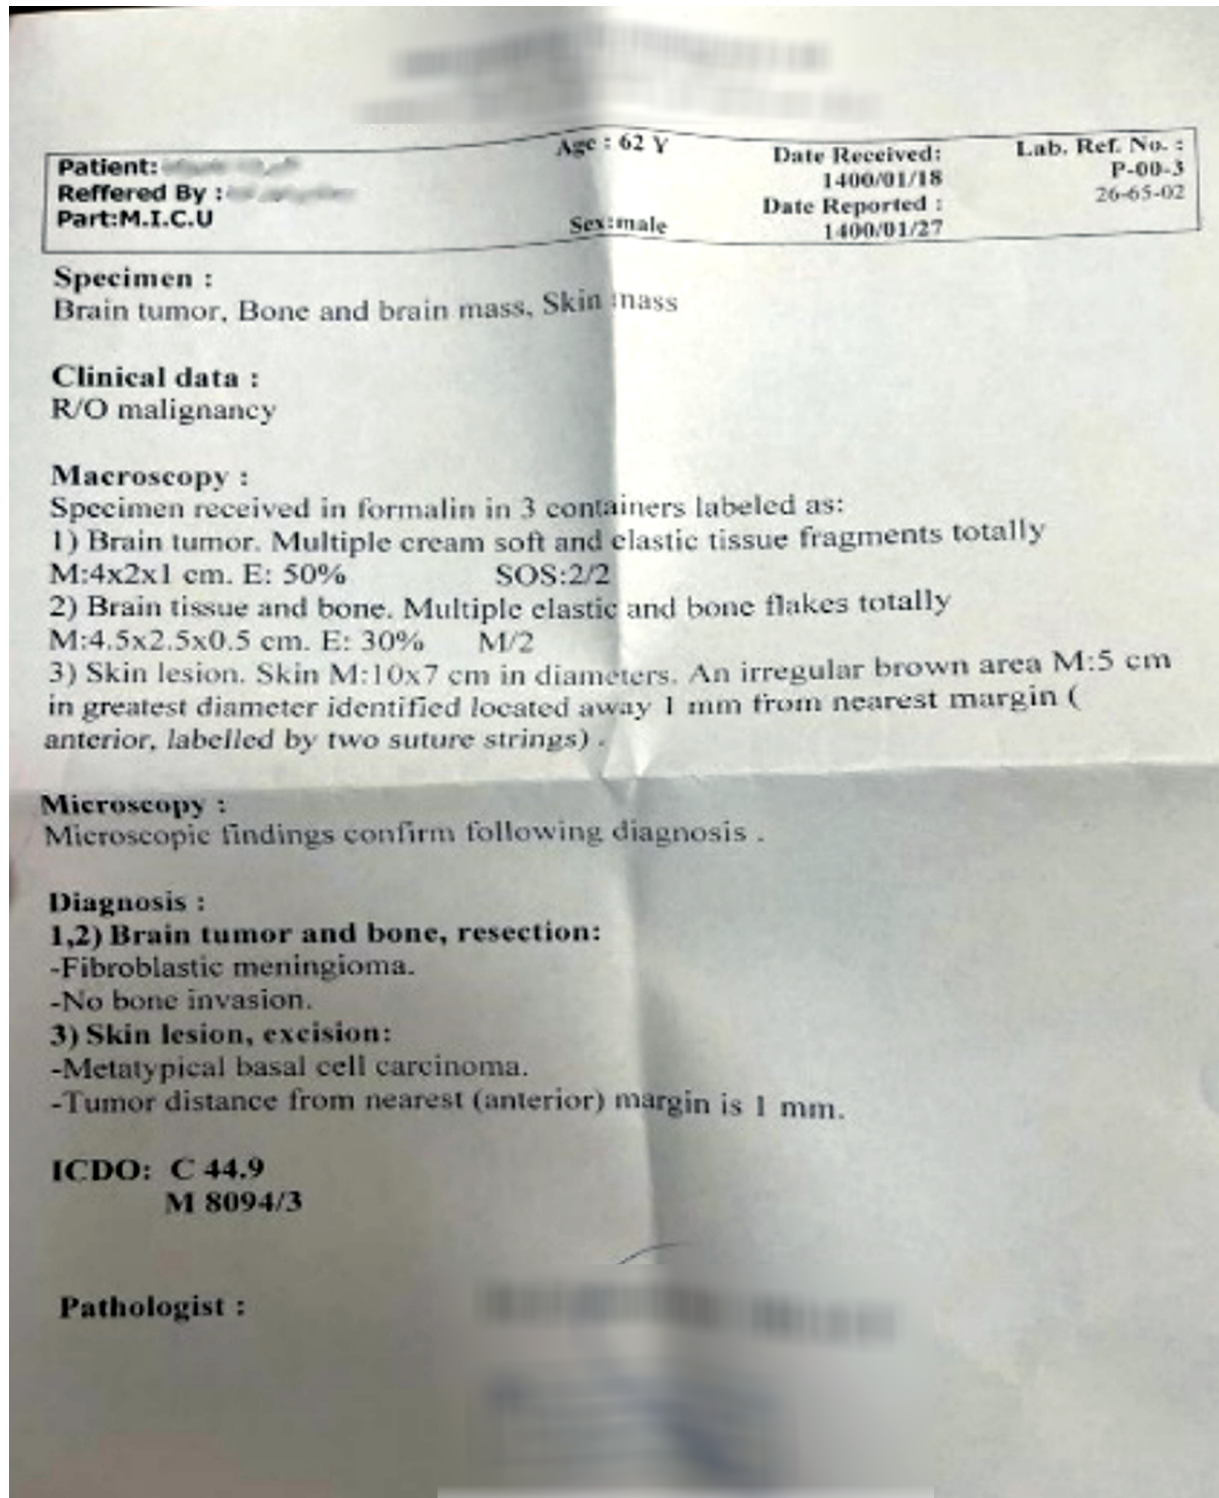 Patient:
Reffered By :
Part:M.I.C.U
Age : 62 Y
Sex:male
Date Received:
1400/01/18
Date Reported :
1400/01/27
Lab. Ref. No. :
P-00-3
26-65-02
Specimen :
Brain tumor, Bone and brain mass, Skin mass
Clinical data :
R/O malignancy
Macroscopy :
Specimen received in formalin in 3 containers labeled as:
1) Brain tumor. Multiple cream soft and elastic tissue fragments totally
M:4x2x1 cm. E: 50% SOS:2/2
2) Brain tissue and bone. Multiple elastic and bone flakes totally
M:4.5x2.5x0.5 cm. E: 30% M/2
3) Skin lesion. Skin M:10x7 cm in diameters. An irregular brown area M:5 cm
in greatest diameter identified located away 1 mm from nearest margin (
anterior, labelled by two suture strings) .
Microscopy :
Microscopic findings confirm following diagnosis .
Diagnosis :
1,2) Brain tumor and bone, resection:
-Fibroblastic meningioma.
-No bone invasion.
3) Skin lesion, excision:
-Metatypical basal cell carcinoma.
-Tumor distance from nearest (anterior) margin is 1 mm.
ICDO: C 44.9
M 8094/3
Pathologist :